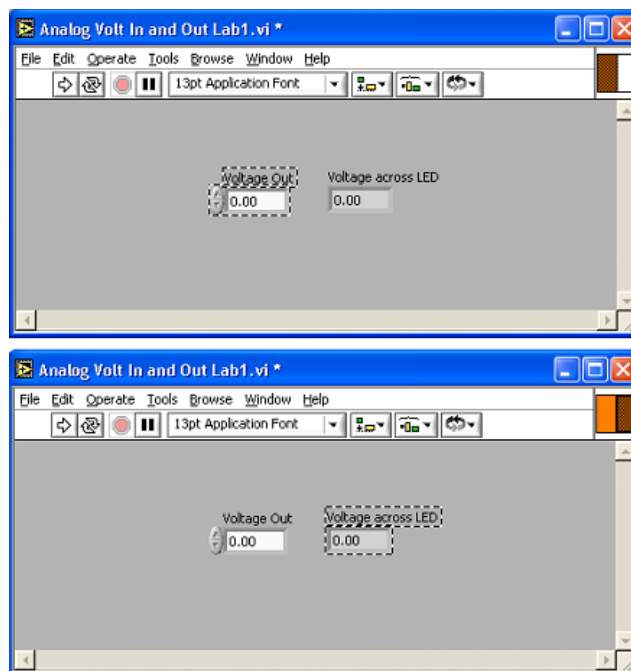 Analog Volt In and Out Lab1.vi *
File Edit Operate Tools Browse Window Help
13pt Application Font
Voltage Out Voltage across LED
0.00 0.00
Analog Volt In and Out Lab1.vi *
File Edit Operate Tools Browse Window Help
13pt Application Font
Voltage Out Voltage across LED
0.00 0.00